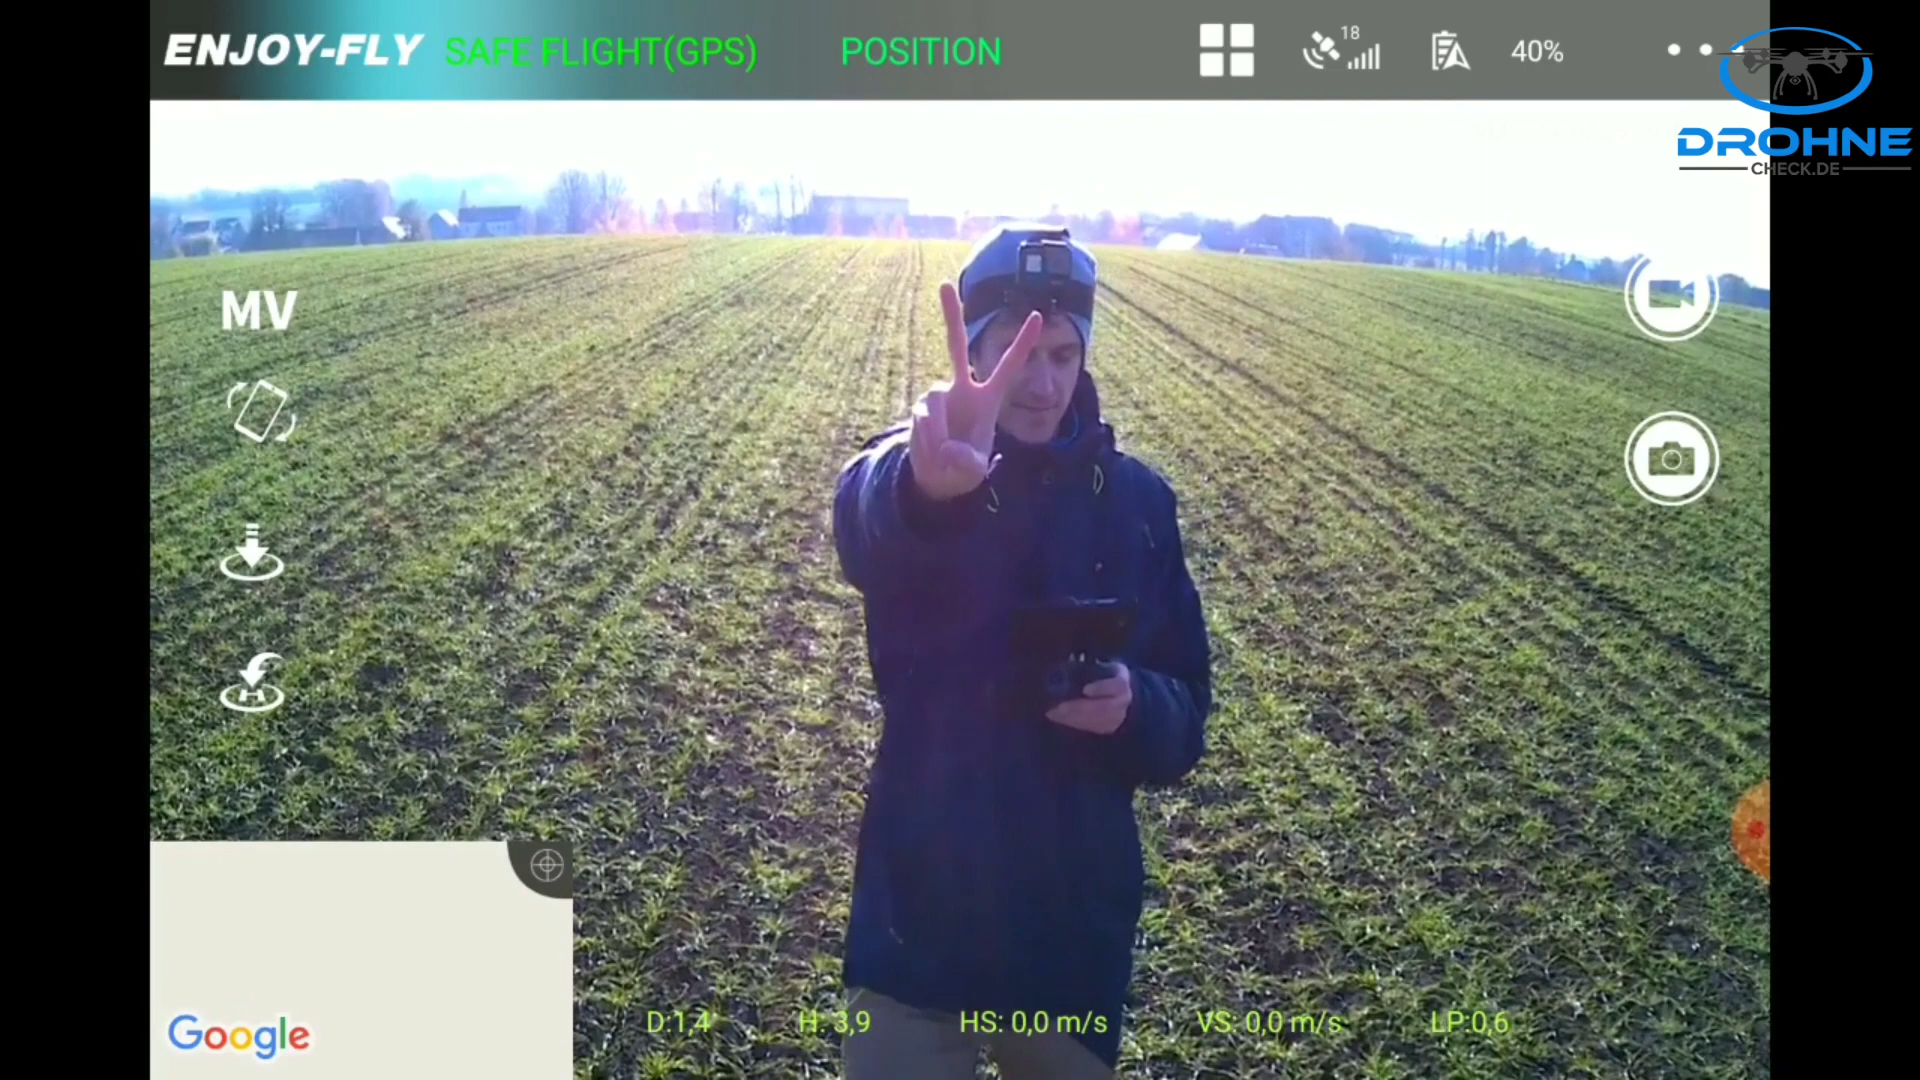 ENJOY-FLY SAFE FLIGHT(GPS) POSITION 18 40%
DROHNE
CHECK.DE
MV
H
Google
D:1,4 H: 3,9 HS: 0,0 m/s VS: 0,0 m/s LP:0,6